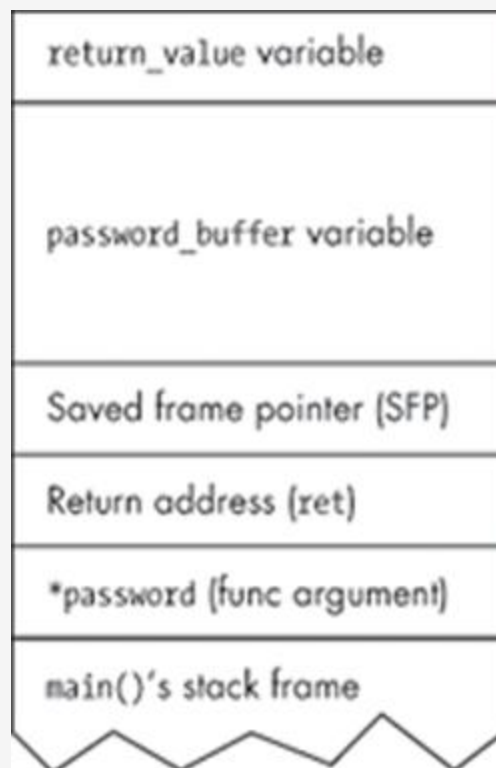 return_value variable
password_buffer variable
Saved frame pointer (SFP)
Return address (ret)
*password (func argument)
main()'s stack frame